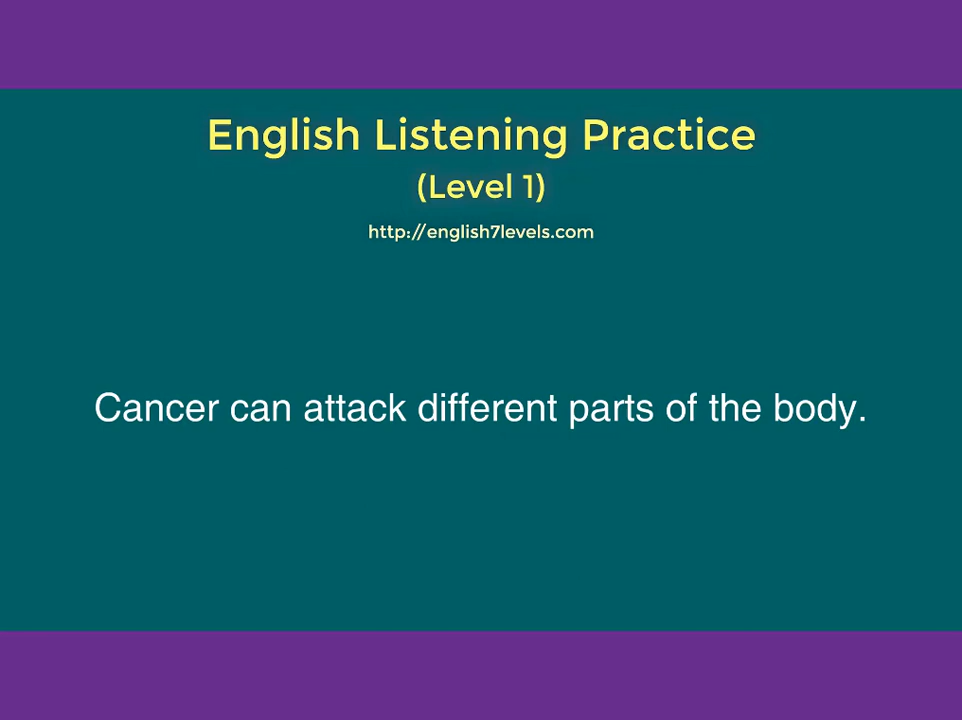 English Listening Practice
(Level 1)
http://english7levels.com
Cancer can attack different parts of the body.